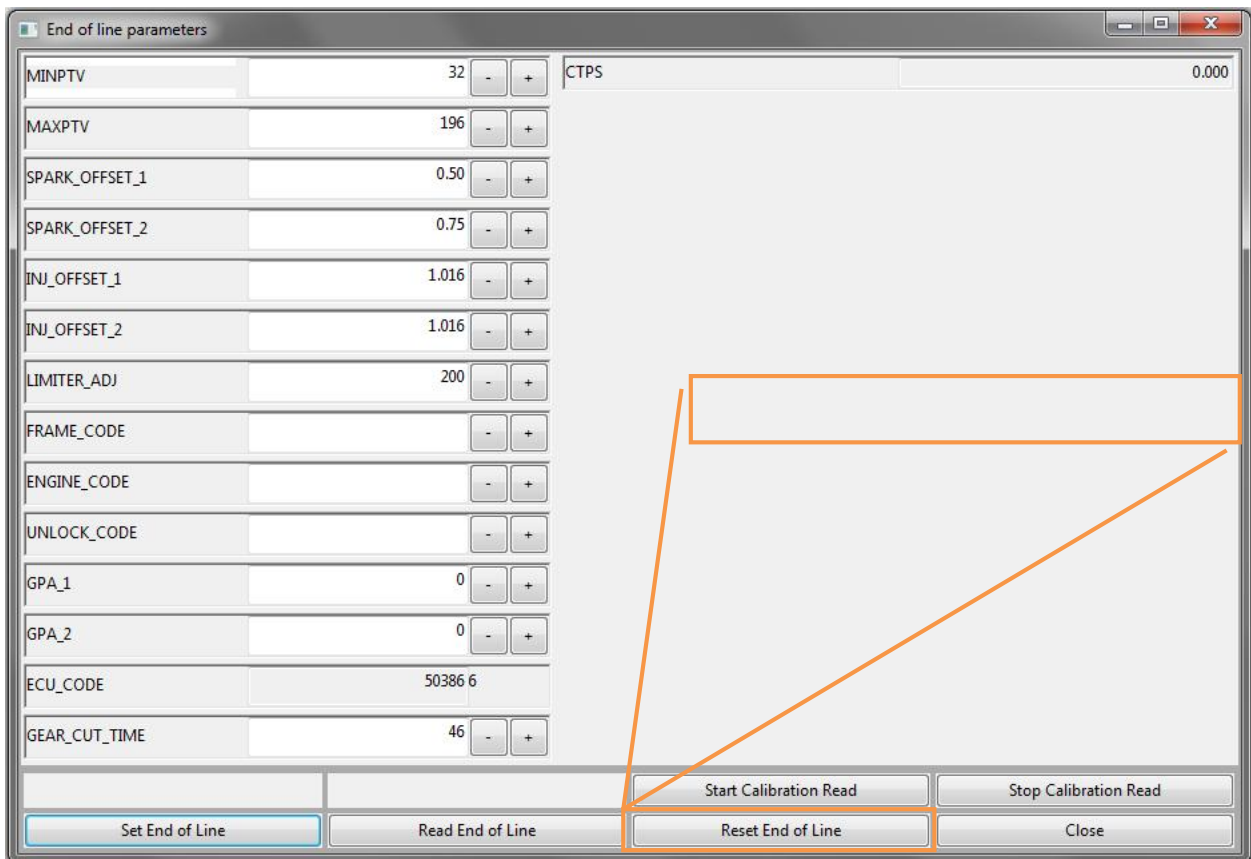 End of line parameters
MINPTV 32 - +
CTPS 0.000
MAXPTV 196 - +
SPARK_OFFSET_1 0.50 - +
SPARK_OFFSET_2 0.75 - +
INJ_OFFSET_1 1.016 - +
INJ_OFFSET_2 1.016 - +
LIMITER_ADJ 200 - +
FRAME_CODE - +
ENGINE_CODE - +
UNLOCK_CODE - +
GPA_1 0 - +
GPA_2 0 - +
ECU_CODE 50386 6
GEAR_CUT_TIME 46 - +
Start Calibration Read Stop Calibration Read
Set End of Line Read End of Line Reset End of Line Close